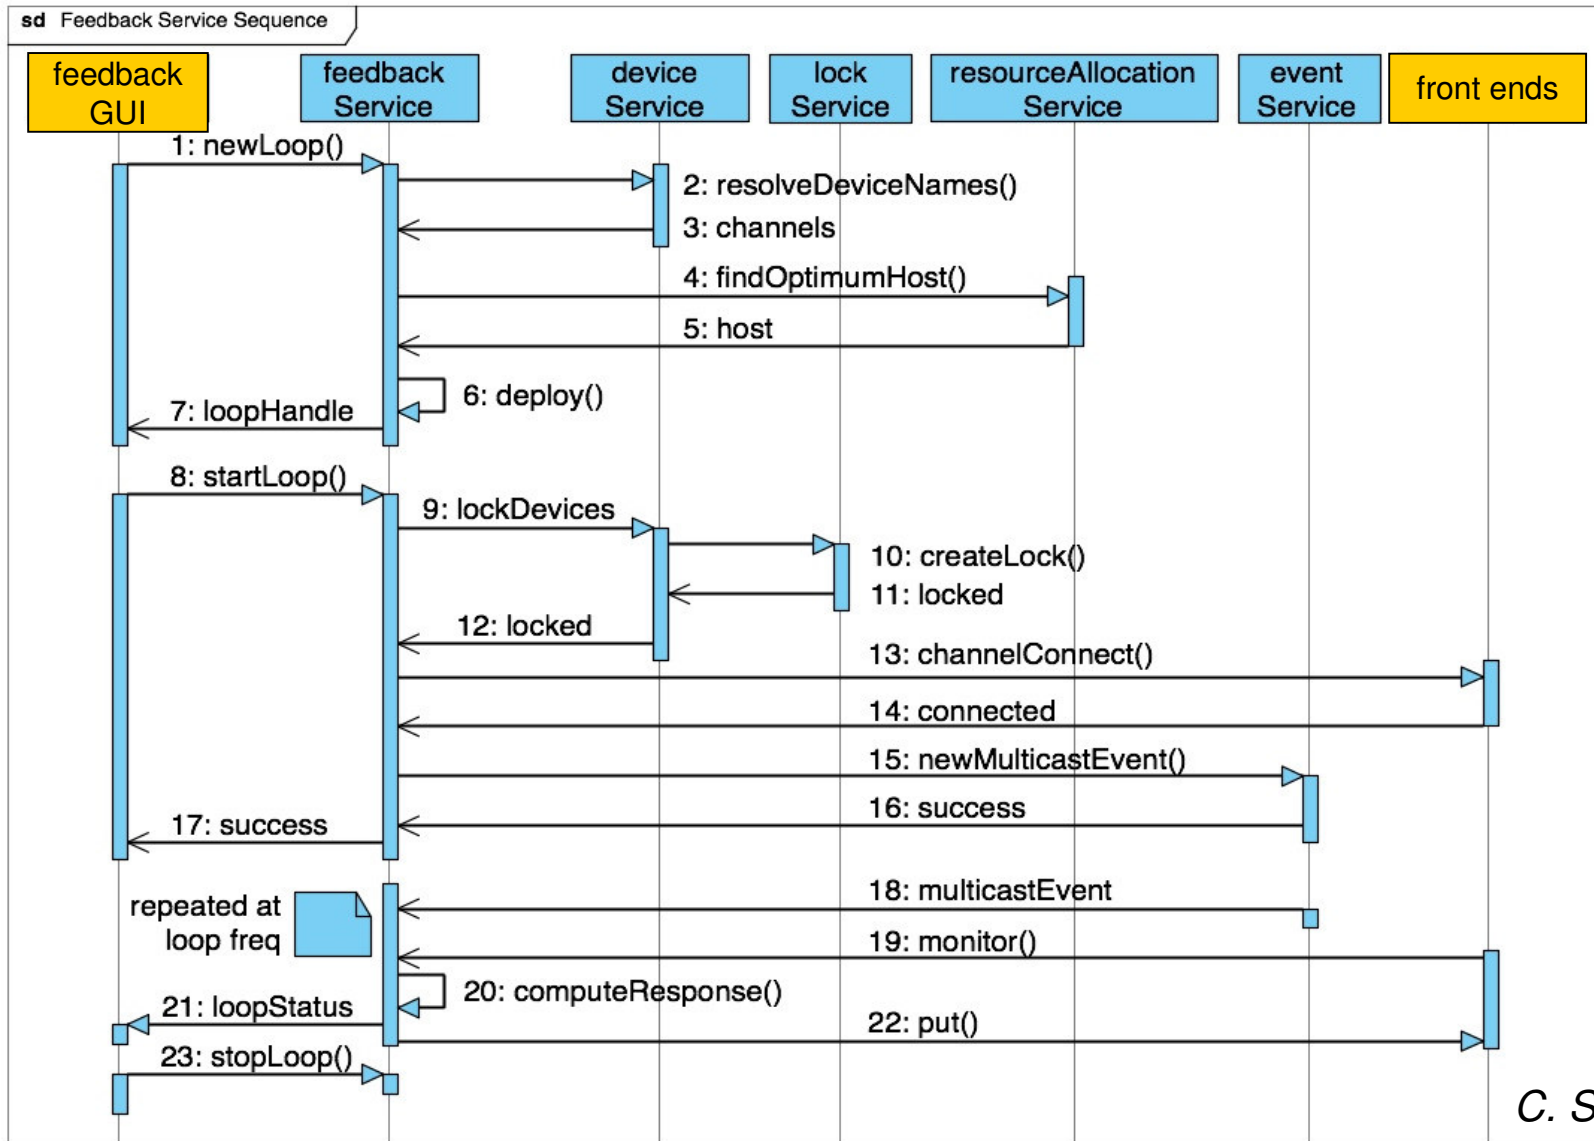 sd Feedback Service Sequence
feedback
GUI
feedback
Service
device
Service
lock
Service
resourceAllocation
Service
event
Service
front ends
1: newLoop()
2: resolveDeviceNames()
3: channels
4: findOptimumHost()
5: host
6: deploy()
7: loopHandle
8: startLoop()
9: lockDevices
10: createLock()
11: locked
12: locked
13: channelConnect()
14: connected
15: newMulticastEvent()
16: success
17: success
18: multicastEvent
repeated at
loop freq
19: monitor()
20: computeResponse()
21: loopStatus
22: put()
23: stopLoop()
C. S